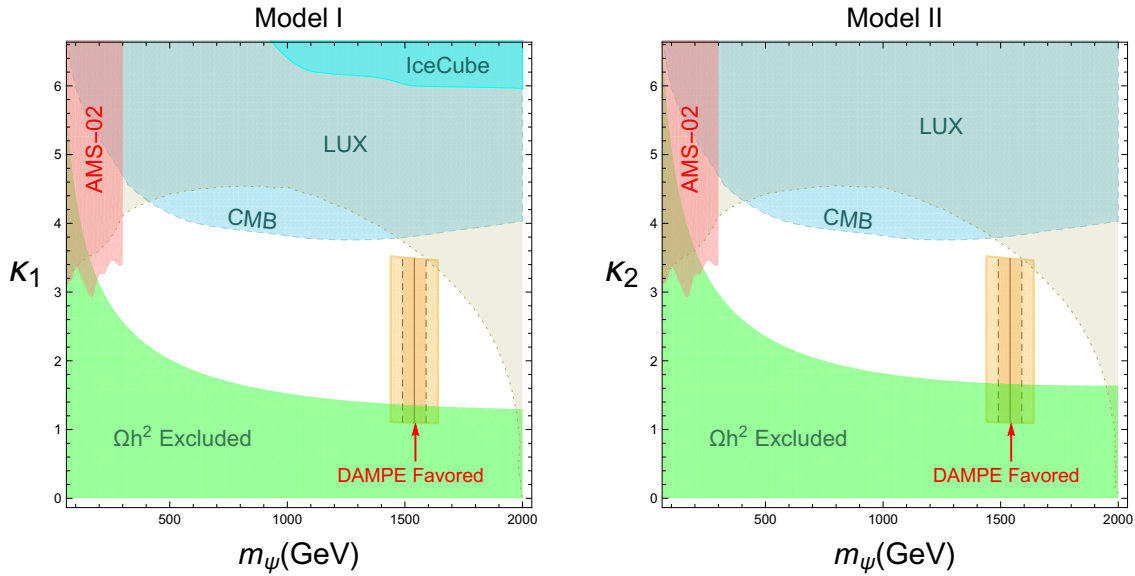 Model I
IceCube
AMS−02
LUX
CMB
Ωh² Excluded
DAMPE Favored
κ₁
0
1
2
3
4
5
6
500
1000
1500
2000
m_ψ(GeV)
Model II
AMS−02
LUX
CMB
Ωh² Excluded
DAMPE Favored
κ₂
0
1
2
3
4
5
6
500
1000
1500
2000
m_ψ(GeV)